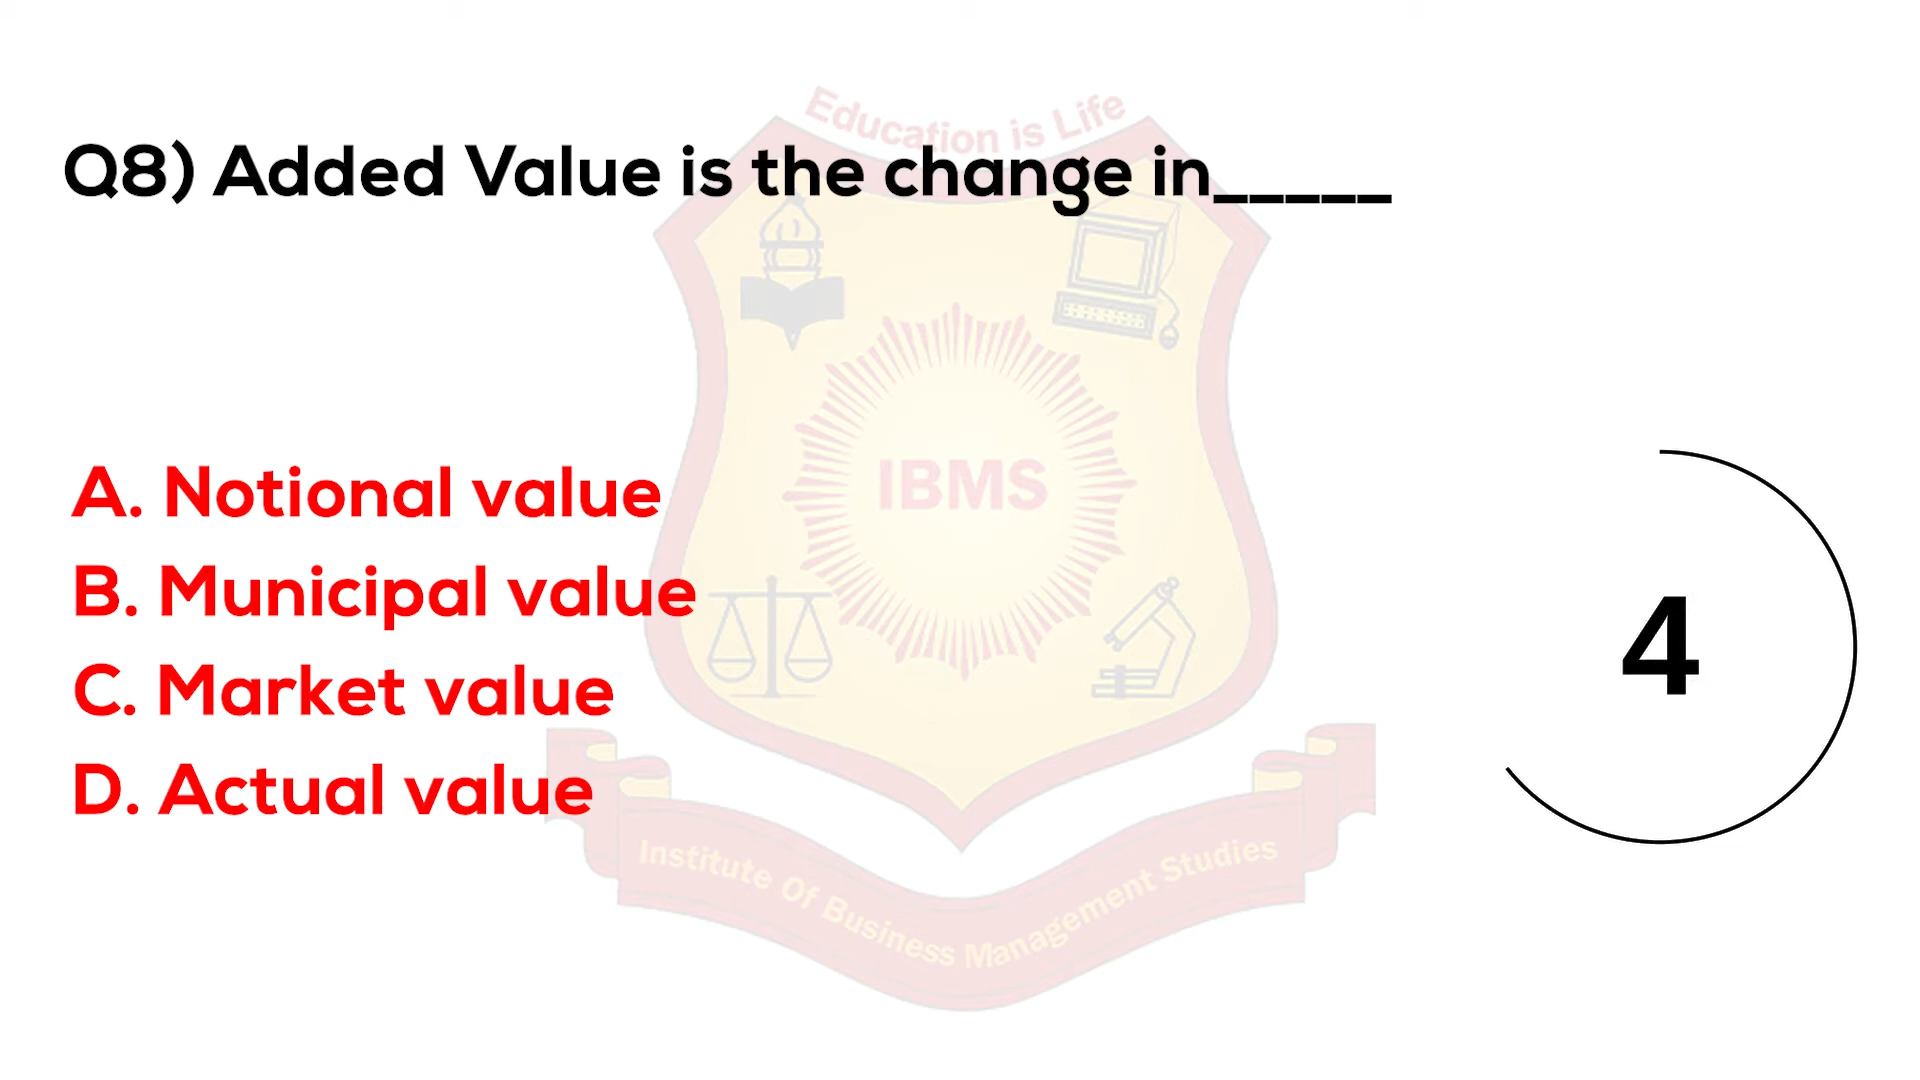 Education is Life
Q8) Added Value is the change in_____
IBMS
A. Notional value
B. Municipal value
C. Market value
D. Actual value
4
Institute Of Business Management Studies